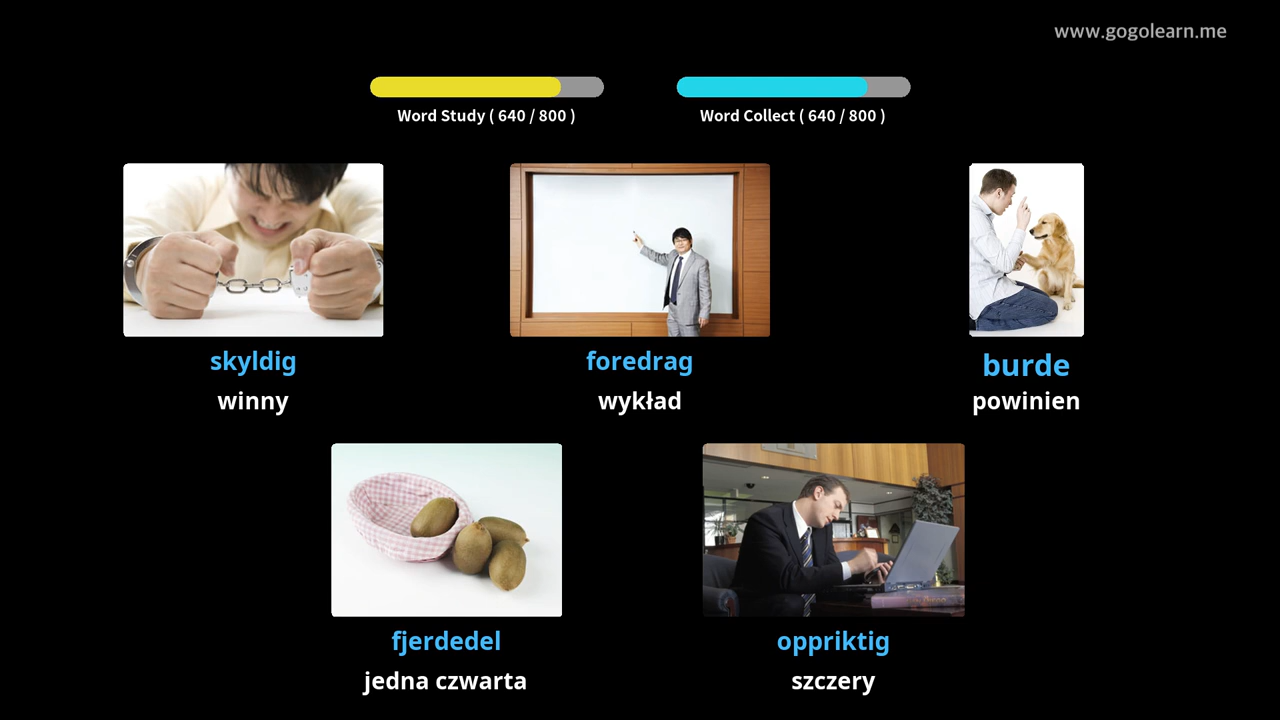 www.gogolearn.me
Word Study ( 640 / 800 )
Word Collect ( 640 / 800 )
skyldig
winny
foredrag
wykład
burde
powinien
fjerdedel
jedna czwarta
oppriktig
szczery